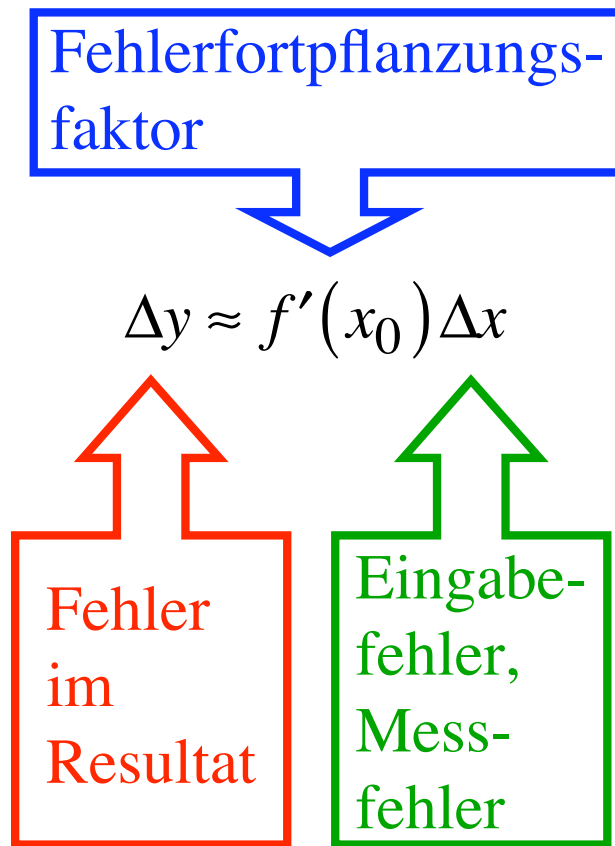 Fehlerfortpflanzungs-
faktor
Δy ≈ f′(x₀)Δx
Fehler
im
Resultat
Eingabe-
fehler,
Mess-
fehler